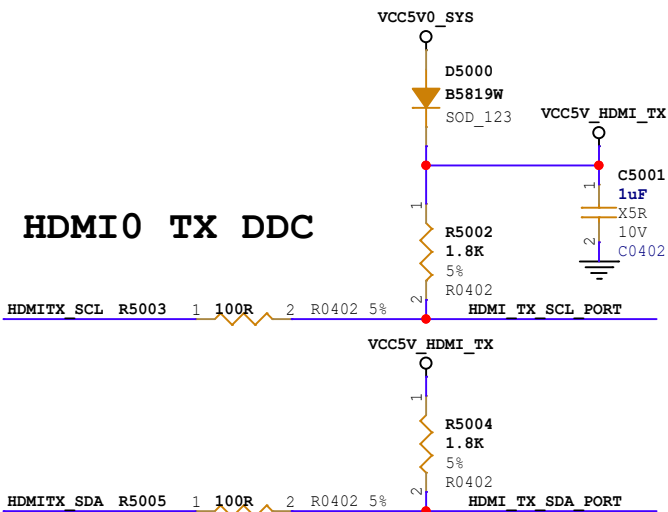 VCC5V0_SYS
D5000
B5819W
SOD_123
VCC5V_HDMI_TX
C5001
1uF
X5R
10V
C0402
1
2
HDMI0 TX DDC
1
R5002
1.8K
5%
R0402
2
HDMITX_SCL R5003 1 100R 2 R0402 5% HDMI_TX_SCL_PORT
VCC5V_HDMI_TX
1
R5004
1.8K
5%
R0402
2
HDMITX_SDA R5005 1 100R 2 R0402 5% HDMI_TX_SDA_PORT